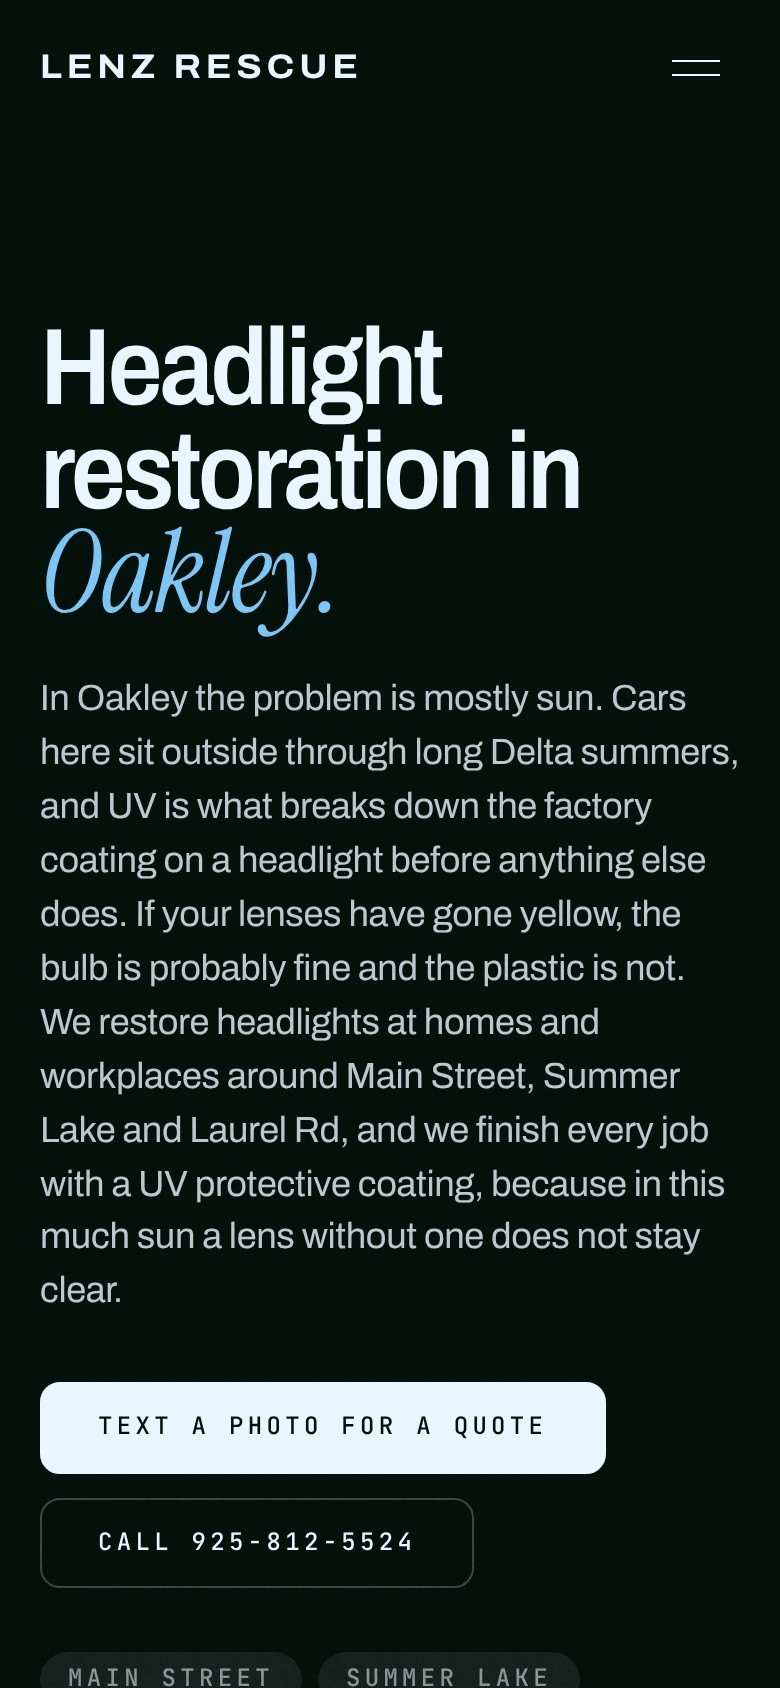 LENZ RESCUE
Headlight
restoration in
Oakley.
In Oakley the problem is mostly sun. Cars
here sit outside through long Delta summers,
and UV is what breaks down the factory
coating on a headlight before anything else
does. If your lenses have gone yellow, the
bulb is probably fine and the plastic is not.
We restore headlights at homes and
workplaces around Main Street, Summer
Lake and Laurel Rd, and we finish every job
with a UV protective coating, because in this
much sun a lens without one does not stay
clear.
TEXT A PHOTO FOR A QUOTE
CALL 925-812-5524
MAIN STREET SUMMER LAKE